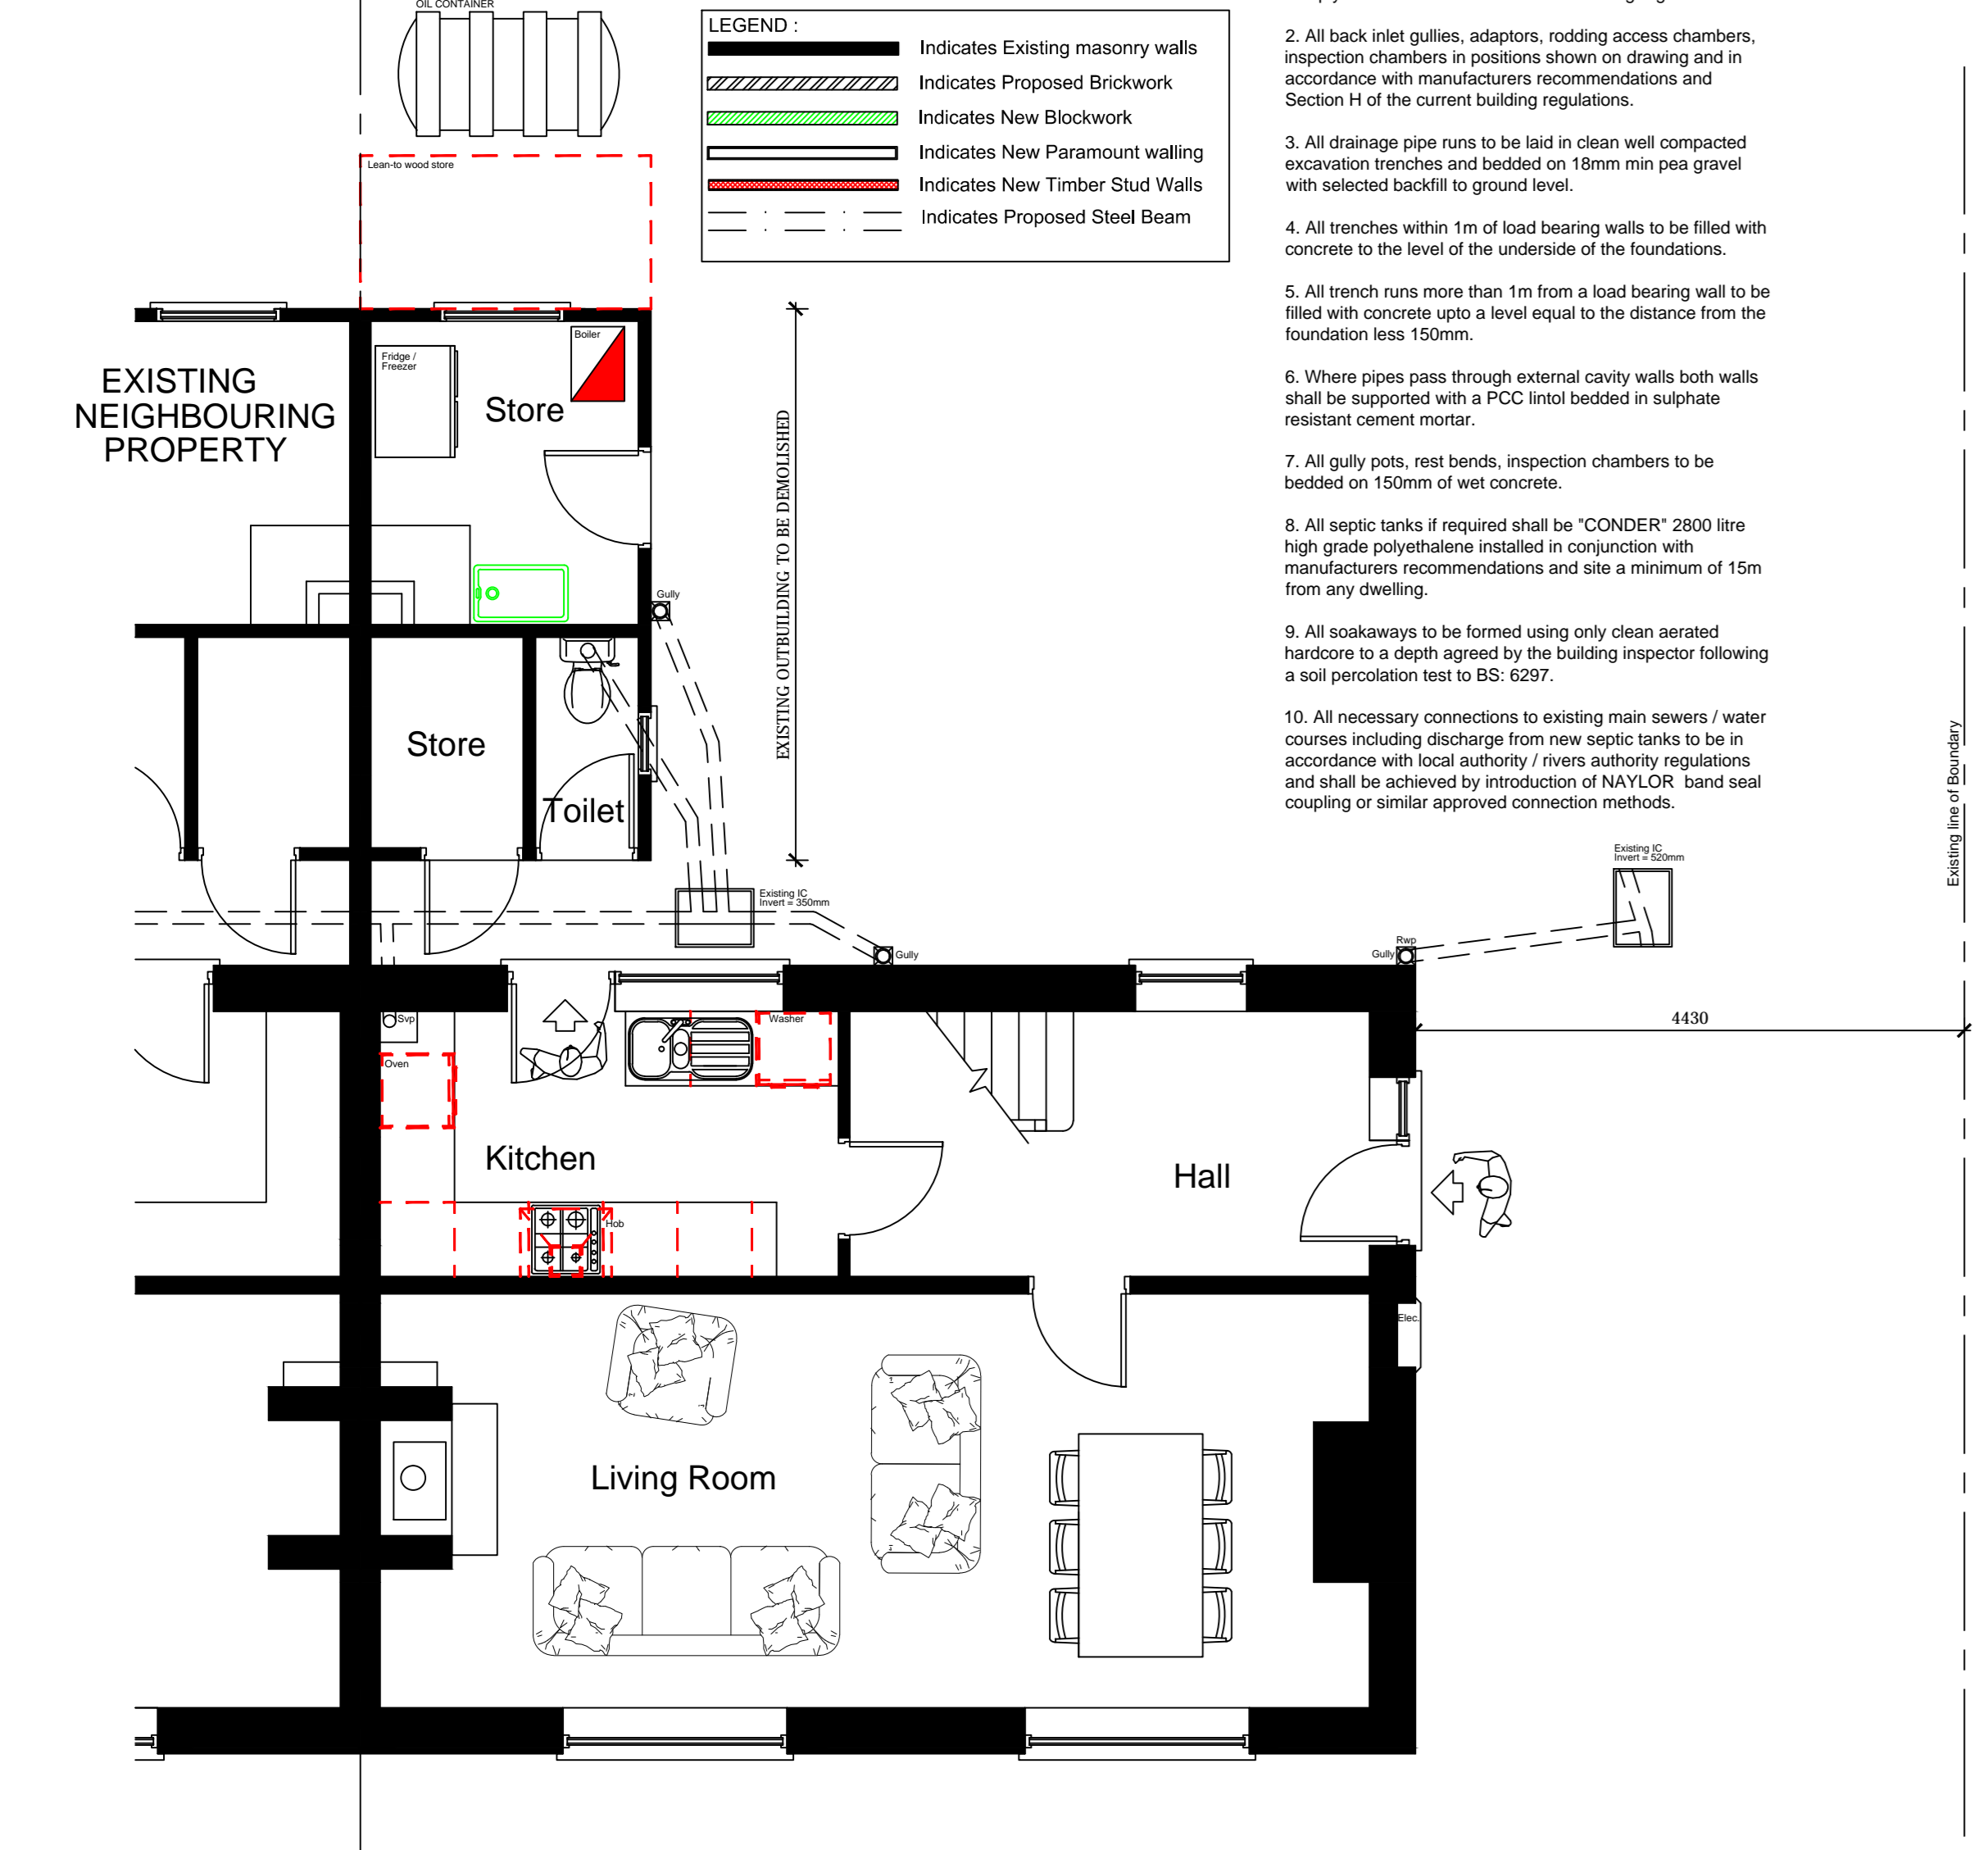 OIL CONTAINER
LEGEND :
Indicates Existing masonry walls
Indicates Proposed Brickwork
Indicates New Blockwork
Indicates New Paramount walling
Indicates New Timber Stud Walls
Indicates Proposed Steel Beam
2. All back inlet gullies, adaptors, rodding access chambers,
inspection chambers in positions shown on drawing and in
accordance with manufacturers recommendations and
Section H of the current building regulations.
3. All drainage pipe runs to be laid in clean well compacted
excavation trenches and bedded on 18mm min pea gravel
with selected backfill to ground level.
4. All trenches within 1m of load bearing walls to be filled with
concrete to the level of the underside of the foundations.
5. All trench runs more than 1m from a load bearing wall to be
filled with concrete upto a level equal to the distance from the
foundation less 150mm.
6. Where pipes pass through external cavity walls both walls
shall be supported with a PCC lintol bedded in sulphate
resistant cement mortar.
7. All gully pots, rest bends, inspection chambers to be
bedded on 150mm of wet concrete.
8. All septic tanks if required shall be "CONDER" 2800 litre
high grade polyethalene installed in conjunction with
manufacturers recommendations and site a minimum of 15m
from any dwelling.
9. All soakaways to be formed using only clean aerated
hardcore to a depth agreed by the building inspector following
a soil percolation test to BS: 6297.
10. All necessary connections to existing main sewers / water
courses including discharge from new septic tanks to be in
accordance with local authority / rivers authority regulations
and shall be achieved by introduction of NAYLOR band seal
coupling or similar approved connection methods.
Lean-to wood store
Boiler
Fridge /
Freezer
Store
EXISTING
NEIGHBOURING
PROPERTY
EXISTING OUTBUILDING TO BE DEMOLISHED
Gully
Store
Toilet
Existing line of Boundary
Existing IC
Invert = 350mm
Existing IC
Invert = 520mm
Gully
Rwp
Gully
4430
Svp
Washer
Oven
Kitchen
Hall
Hob
Elec.
Living Room